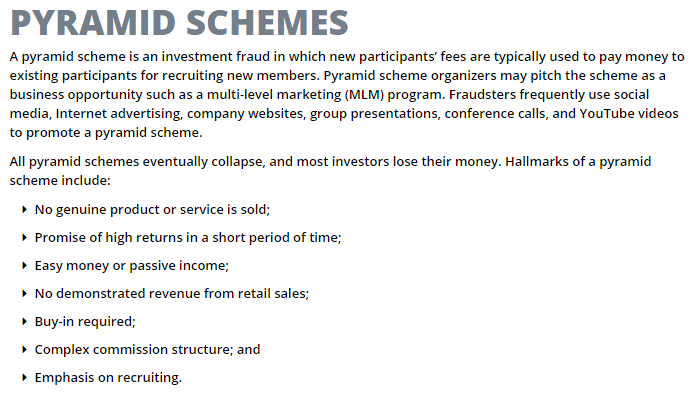 PYRAMID SCHEMES
A pyramid scheme is an investment fraud in which new participants’ fees are typically used to pay money to
existing participants for recruiting new members. Pyramid scheme organizers may pitch the scheme as a
business opportunity such as a multi-level marketing (MLM) program. Fraudsters frequently use social
media, Internet advertising, company websites, group presentations, conference calls, and YouTube videos
to promote a pyramid scheme.
All pyramid schemes eventually collapse, and most investors lose their money. Hallmarks of a pyramid
scheme include:
No genuine product or service is sold;
Promise of high returns in a short period of time;
Easy money or passive income;
No demonstrated revenue from retail sales;
Buy-in required;
Complex commission structure; and
Emphasis on recruiting.